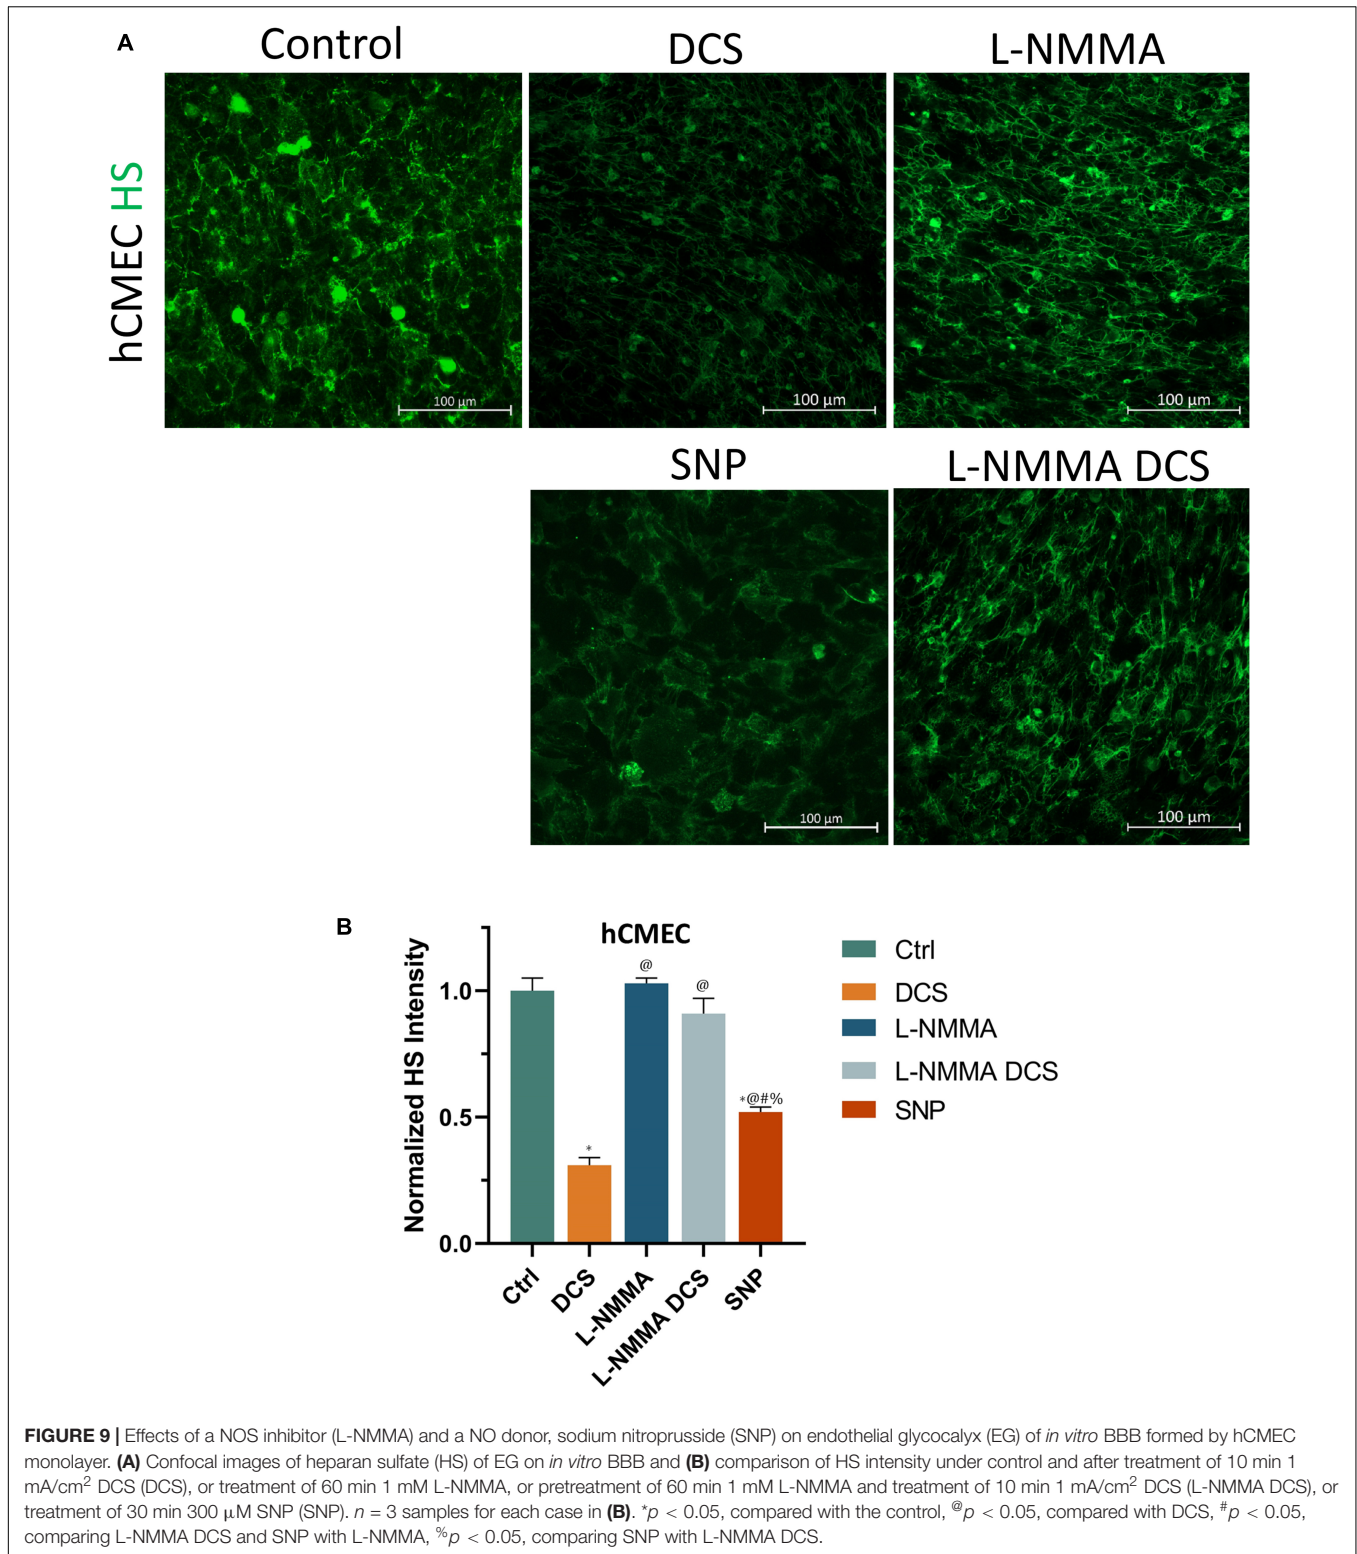 A
Control
DCS
L-NMMA
hCMEC HS
100 µm
100 µm
100 µm
SNP
L-NMMA DCS
100 µm
100 µm
B
hCMEC
Normalized HS Intensity
1.0
0.5
0.0
@
@
*
*@#%
Ctrl
DCS
L-NMMA
L-NMMA DCS
SNP
Ctrl
DCS
L-NMMA
L-NMMA DCS
SNP
FIGURE 9 | Effects of a NOS inhibitor (L-NMMA) and a NO donor, sodium nitroprusside (SNP) on endothelial glycocalyx (EG) of in vitro BBB formed by hCMEC
monolayer. (A) Confocal images of heparan sulfate (HS) of EG on in vitro BBB and (B) comparison of HS intensity under control and after treatment of 10 min 1
mA/cm² DCS (DCS), or treatment of 60 min 1 mM L-NMMA, or pretreatment of 60 min 1 mM L-NMMA and treatment of 10 min 1 mA/cm² DCS (L-NMMA DCS), or
treatment of 30 min 300 µM SNP (SNP). n = 3 samples for each case in (B). *p < 0.05, compared with the control, @p < 0.05, compared with DCS, #p < 0.05,
comparing L-NMMA DCS and SNP with L-NMMA, %p < 0.05, comparing SNP with L-NMMA DCS.